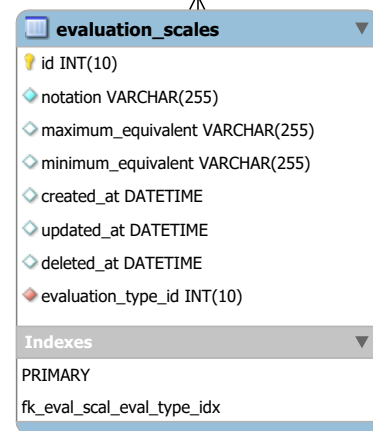 evaluation_scales
id INT(10)
notation VARCHAR(255)
maximum_equivalent VARCHAR(255)
minimum_equivalent VARCHAR(255)
created_at DATETIME
updated_at DATETIME
deleted_at DATETIME
evaluation_type_id INT(10)
Indexes
PRIMARY
fk_eval_scal_eval_type_idx